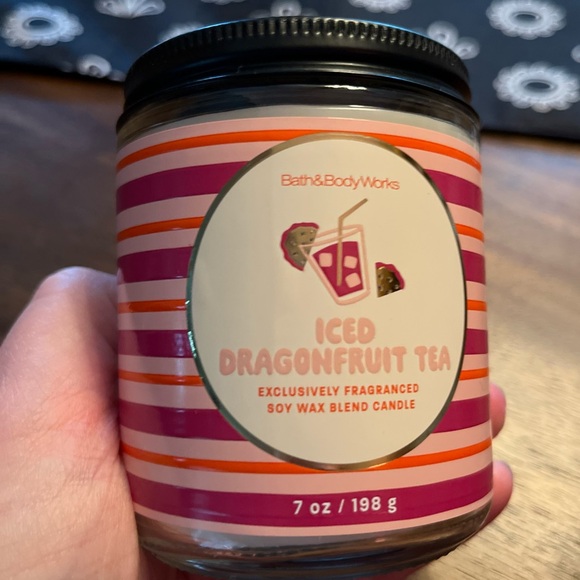 Bath&BodyWorks
ICED
DRAGONFRUIT TEA
EXCLUSIVELY FRAGRANCED
SOY WAX BLEND CANDLE
7 oz / 198 g